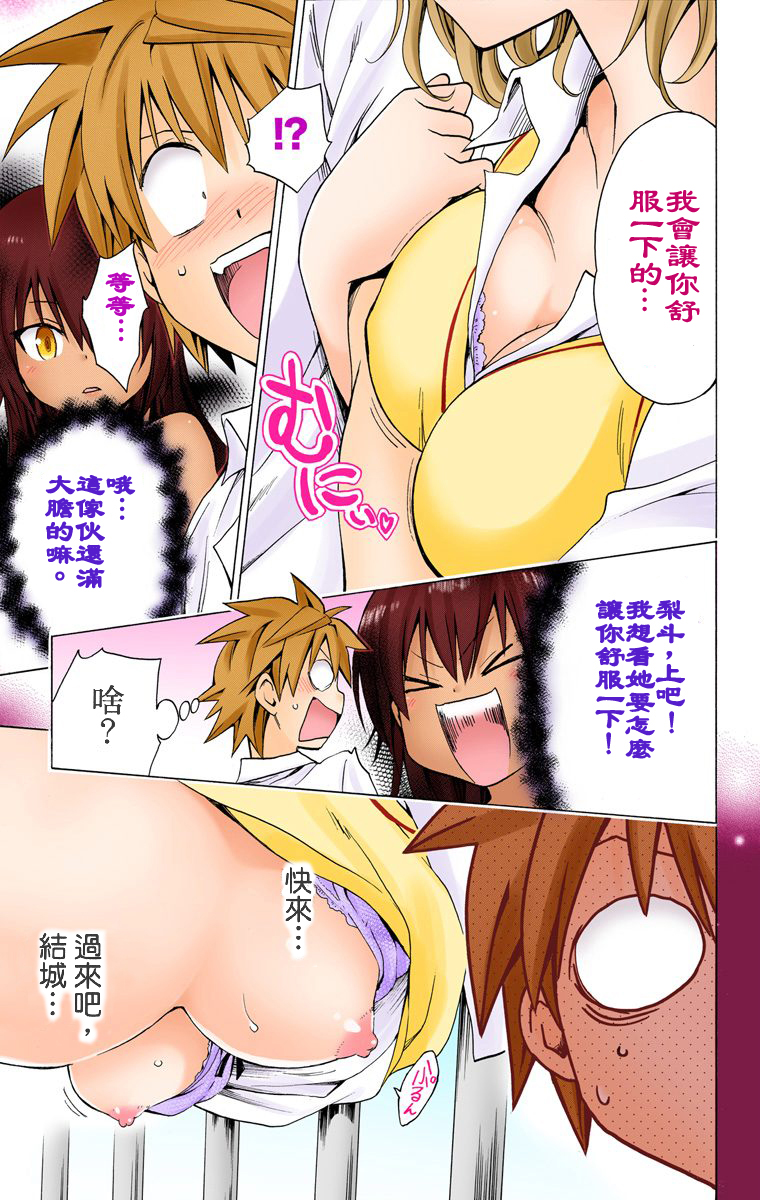 我會讓你舒
服一下的…
!?
むにぃ♡
等等…
哦…
這傢伙還滿
大膽的嘛。
梨斗,上吧!
我想看她要怎麼
讓你舒服一下!
啥?
快來…
過來吧,
結城…
ぷるん